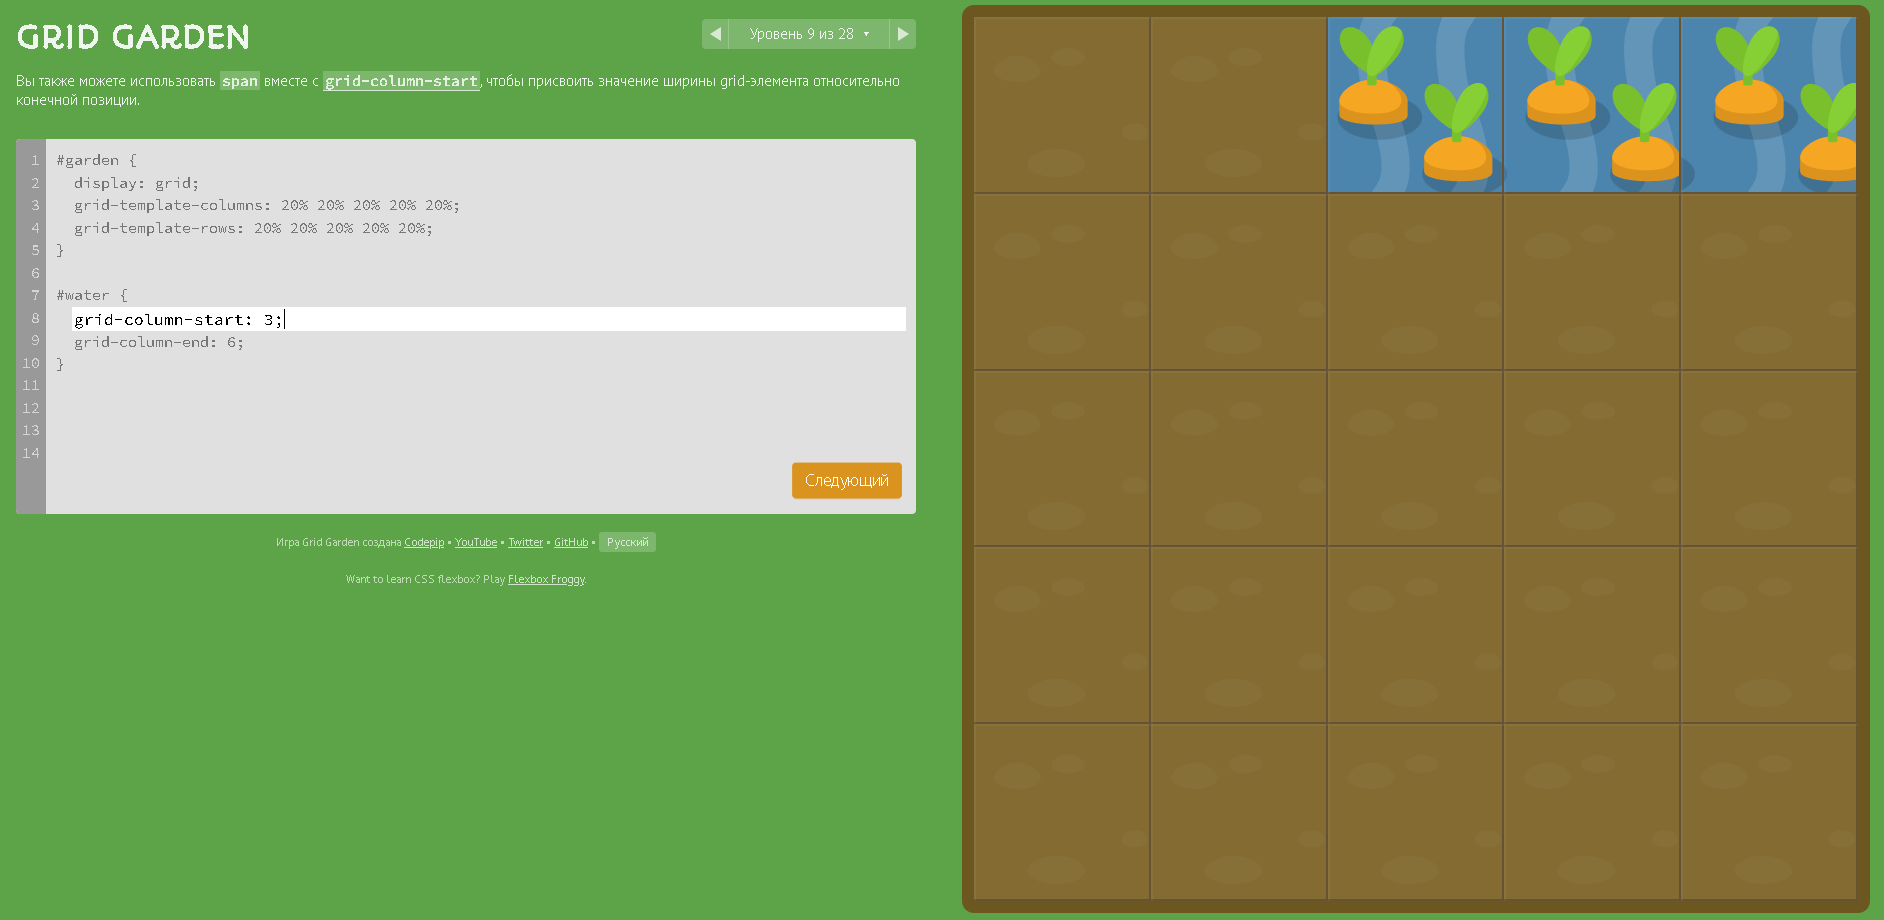 GRID GARDEN
◀ Уровень 9 из 28 ▾ ▶
Вы также можете использовать span вместе с grid-column-start, чтобы присвоить значение ширины grid-элемента относительно
конечной позиции.
1 #garden {
2 display: grid;
3 grid-template-columns: 20% 20% 20% 20% 20%;
4 grid-template-rows: 20% 20% 20% 20% 20%;
5 }
6
7 #water {
8 grid-column-start: 3;
9 grid-column-end: 6;
10 }
11
12
13
14
Следующий
Игра Grid Garden создана Codepip • YouTube • Twitter • GitHub • Русский
Want to learn CSS flexbox? Play Flexbox Froggy.